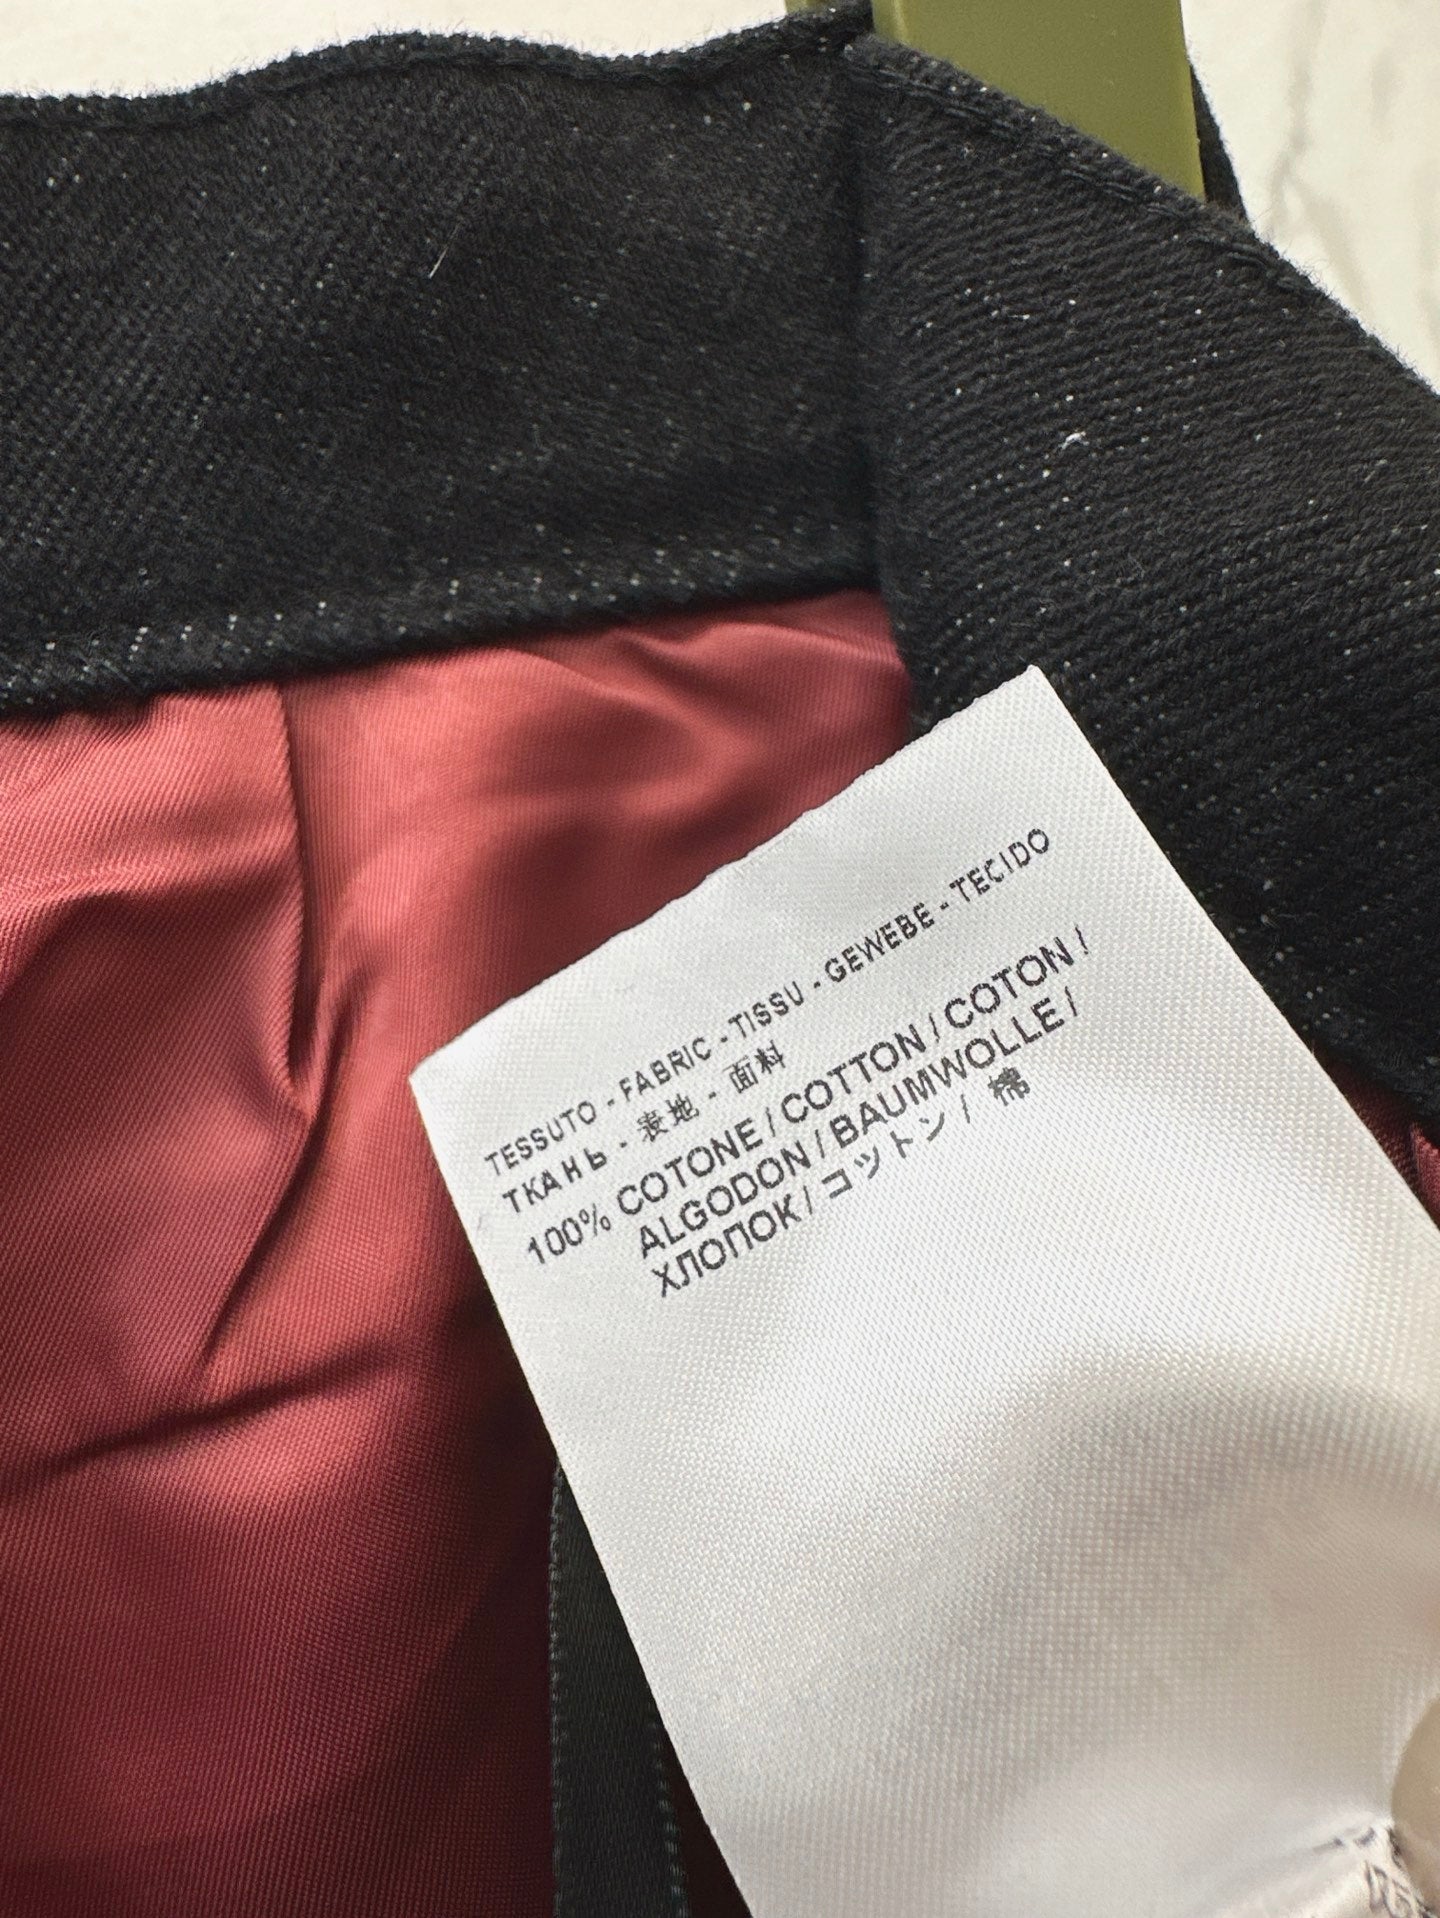 TESSUTO - FABRIC - TISSU - GEWEBE - TECIDO
ТКАНЬ - 表地 - 面料
100% COTONE / COTTON / COTON /
ALGODON / BAUMWOLLE /
ХЛОПОК / コットン / 棉